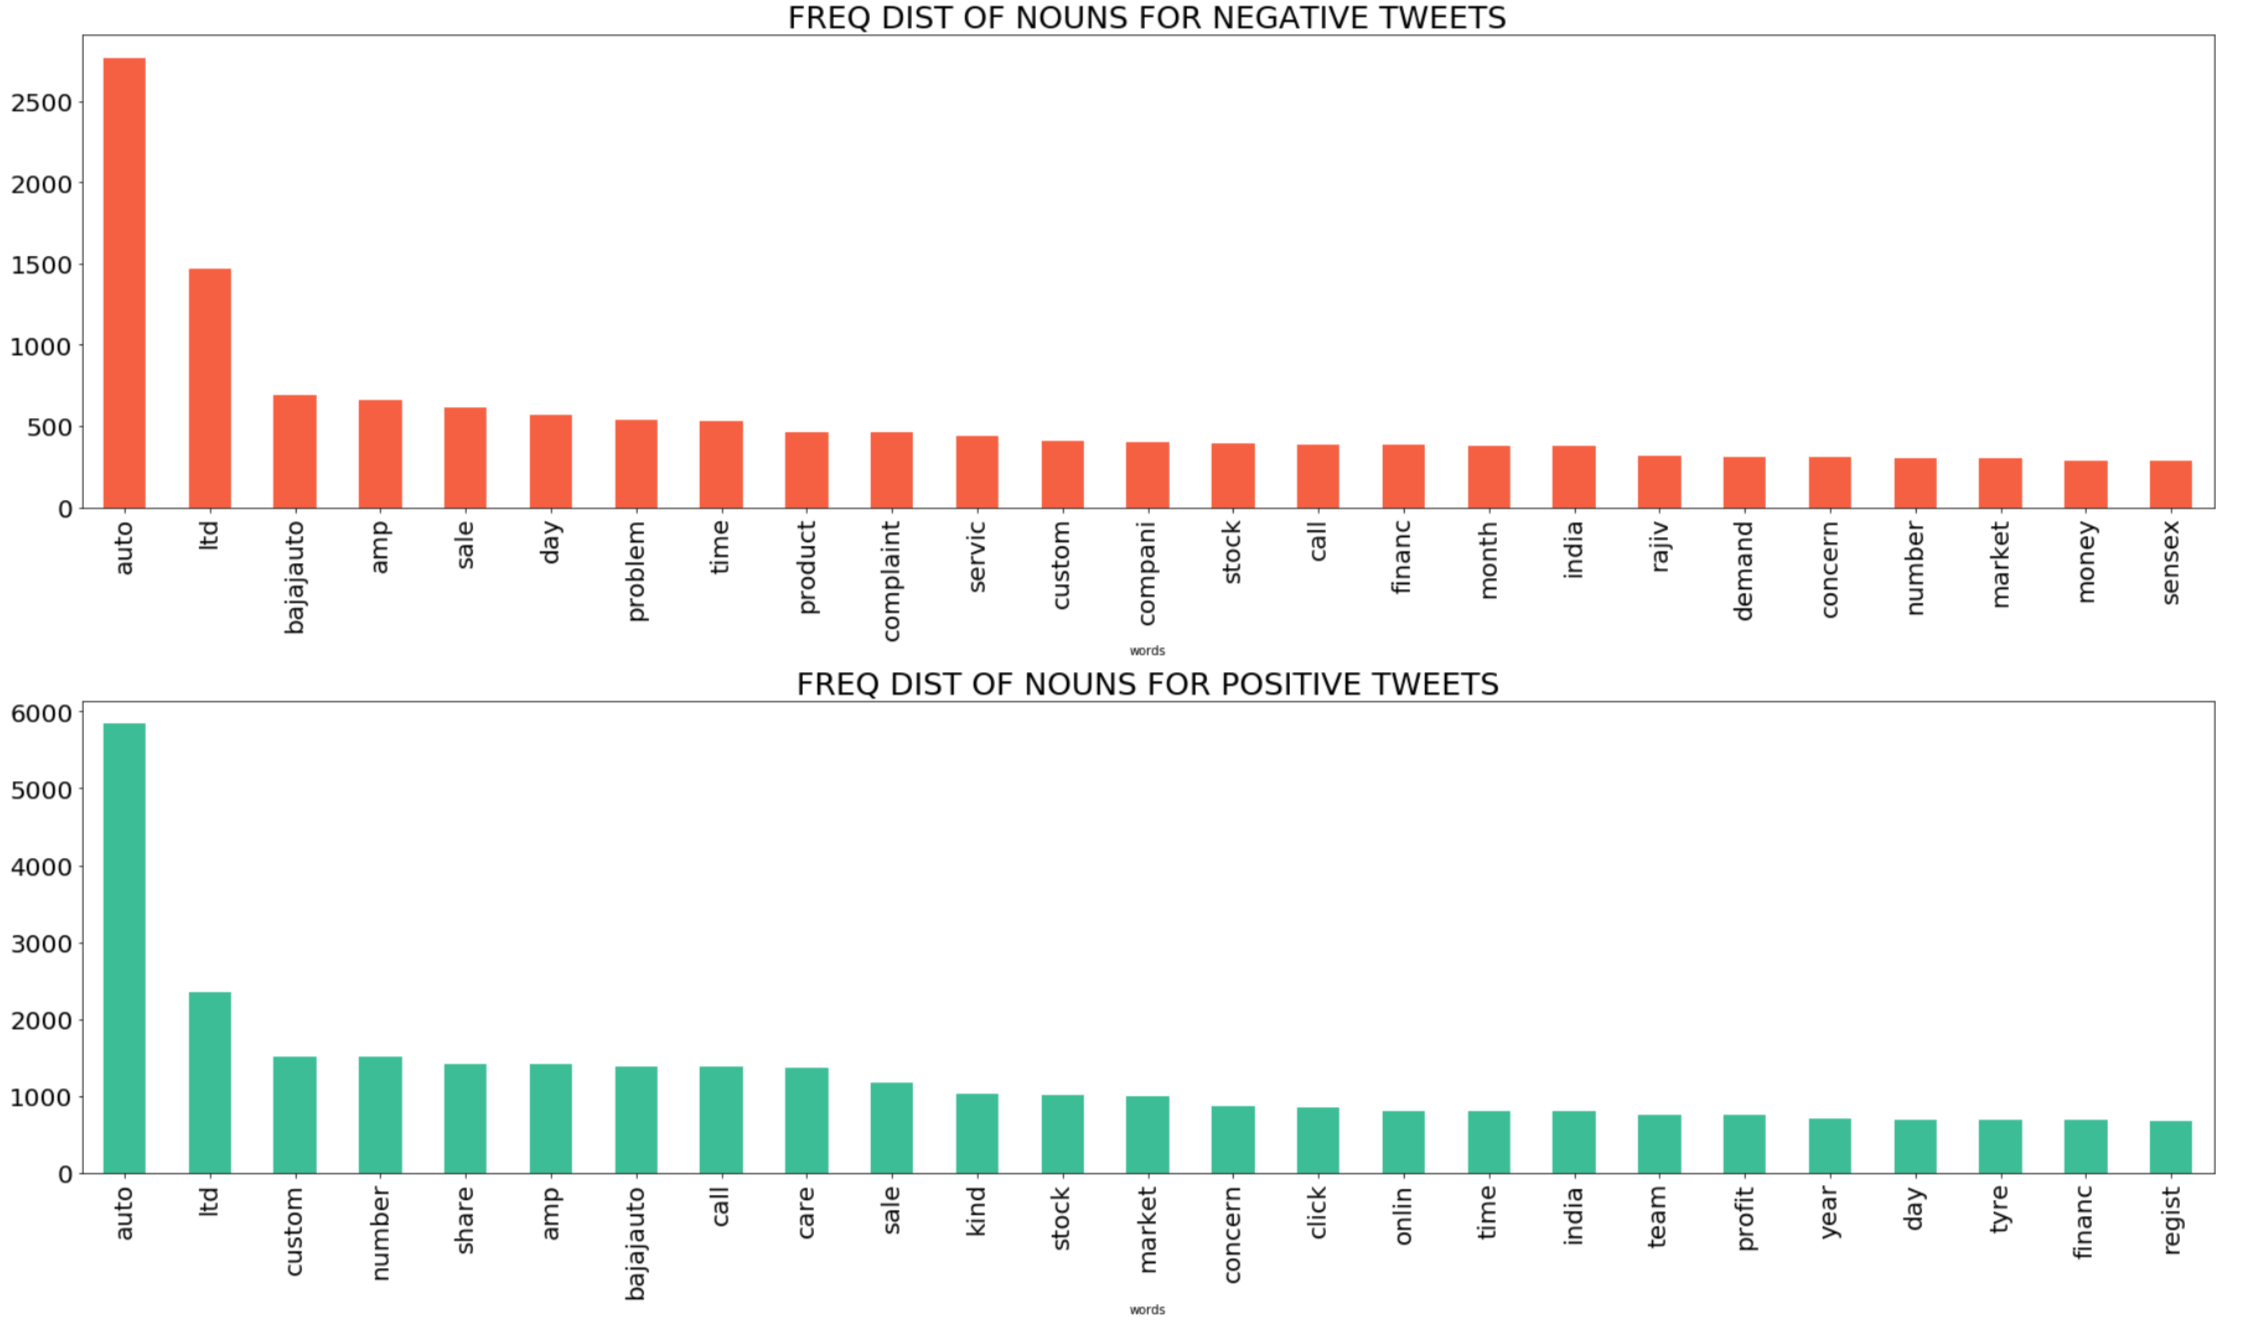 FREQ DIST OF NOUNS FOR NEGATIVE TWEETS
2500
2000
1500
1000
500
0
auto
ltd
bajajauto
amp
sale
day
problem
time
product
complaint
servic
custom
compani
stock
call
financ
month
india
rajiv
demand
concern
number
market
money
sensex
words
FREQ DIST OF NOUNS FOR POSITIVE TWEETS
6000
5000
4000
3000
2000
1000
0
auto
ltd
custom
number
share
amp
bajajauto
call
care
sale
kind
stock
market
concern
click
onlin
time
india
team
profit
year
day
tyre
financ
regist
words